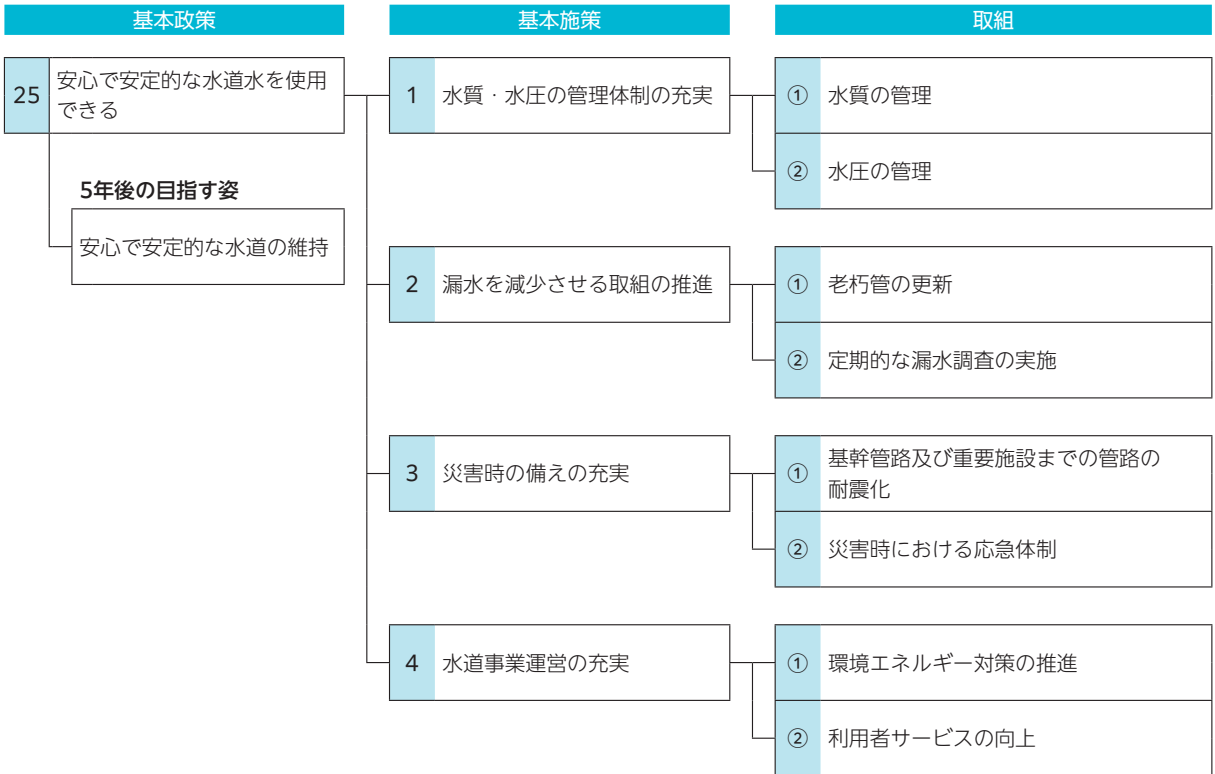 基本政策
基本施策
取組
25
安心で安定的な水道水を使用
できる
5年後の目指す姿
安心で安定的な水道の維持
1 水質・水圧の管理体制の充実
① 水質の管理
② 水圧の管理
2 漏水を減少させる取組の推進
① 老朽管の更新
② 定期的な漏水調査の実施
3 災害時の備えの充実
① 基幹管路及び重要施設までの管路の
耐震化
② 災害時における応急体制
4 水道事業運営の充実
① 環境エネルギー対策の推進
② 利用者サービスの向上